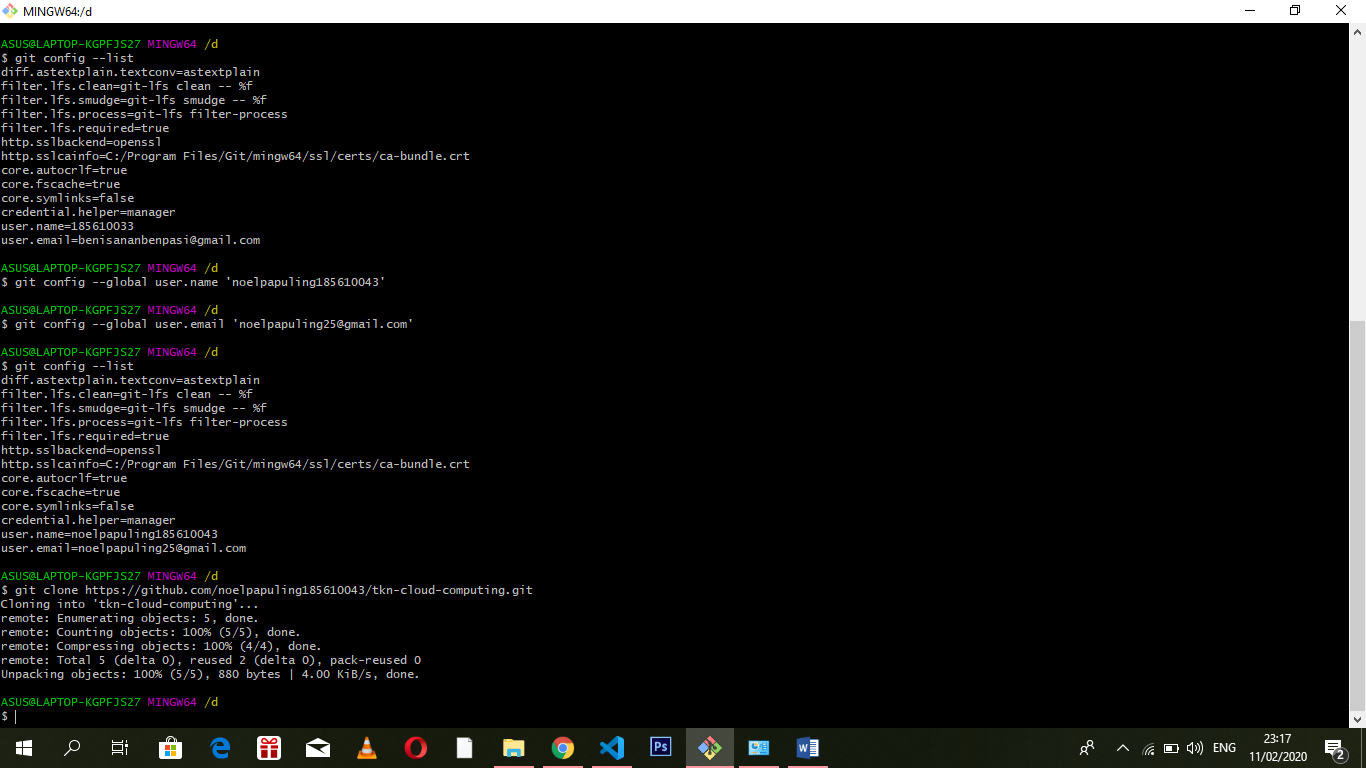 MINGW64:/d
ASUS@LAPTOP-KGPFJS27 MINGW64 /d
$ git config --list
diff.astextplain.textconv=astextplain
filter.lfs.clean=git-lfs clean -- %f
filter.lfs.smudge=git-lfs smudge -- %f
filter.lfs.process=git-lfs filter-process
filter.lfs.required=true
http.sslbackend=openssl
http.sslcainfo=C:/Program Files/Git/mingw64/ssl/certs/ca-bundle.crt
core.autocrlf=true
core.fscache=true
core.symlinks=false
credential.helper=manager
user.name=185610033
user.email=benisananbenpasi@gmail.com
ASUS@LAPTOP-KGPFJS27 MINGW64 /d
$ git config --global user.name 'noelpapuling185610043'
ASUS@LAPTOP-KGPFJS27 MINGW64 /d
$ git config --global user.email 'noelpapuling25@gmail.com'
ASUS@LAPTOP-KGPFJS27 MINGW64 /d
$ git config --list
diff.astextplain.textconv=astextplain
filter.lfs.clean=git-lfs clean -- %f
filter.lfs.smudge=git-lfs smudge -- %f
filter.lfs.process=git-lfs filter-process
filter.lfs.required=true
http.sslbackend=openssl
http.sslcainfo=C:/Program Files/Git/mingw64/ssl/certs/ca-bundle.crt
core.autocrlf=true
core.fscache=true
core.symlinks=false
credential.helper=manager
user.name=noelpapuling185610043
user.email=noelpapuling25@gmail.com
ASUS@LAPTOP-KGPFJS27 MINGW64 /d
$ git clone https://github.com/noelpapuling185610043/tkn-cloud-computing.git
Cloning into 'tkn-cloud-computing'...
remote: Enumerating objects: 5, done.
remote: Counting objects: 100% (5/5), done.
remote: Compressing objects: 100% (4/4), done.
remote: Total 5 (delta 0), reused 2 (delta 0), pack-reused 0
Unpacking objects: 100% (5/5), 880 bytes | 4.00 KiB/s, done.
ASUS@LAPTOP-KGPFJS27 MINGW64 /d
$
Ps
ENG
23:17
11/02/2020
2